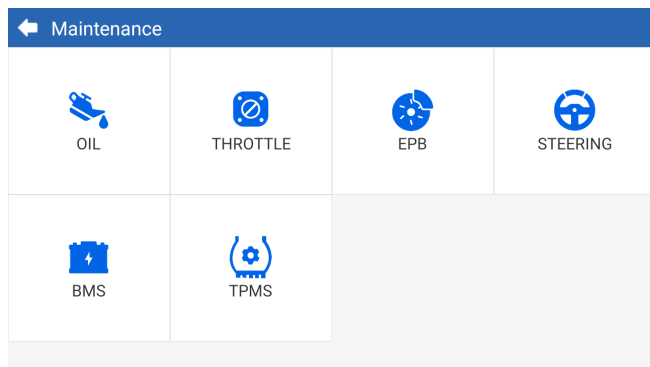 Maintenance
OIL
THROTTLE
EPB
STEERING
BMS
TPMS